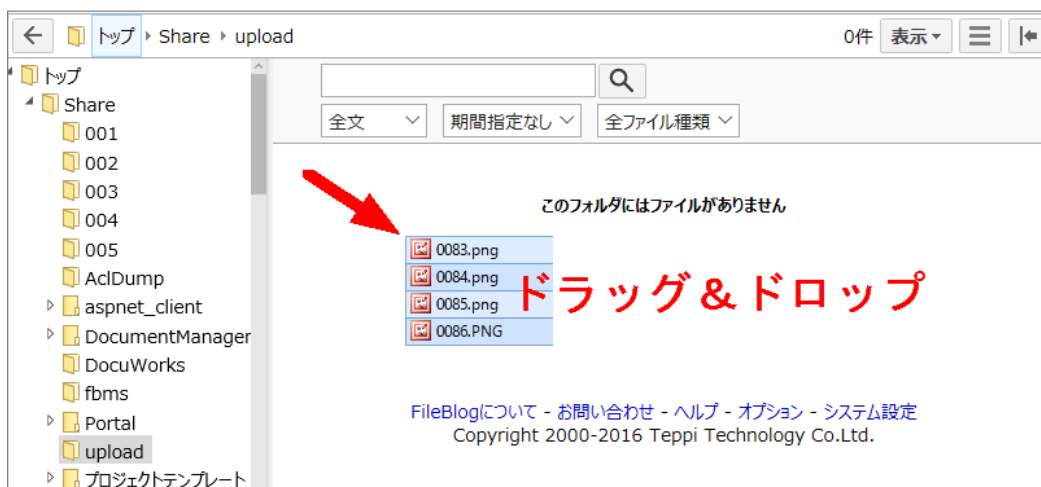 トップ Share upload 0件 表示
トップ
Share
001
002
003
004
005
AclDump
aspnet_client
DocumentManager
DocuWorks
fbms
Portal
upload
プロジェクトテンプレート
全文 期間指定なし 全ファイル種類
このフォルダにはファイルがありません
0083.png
0084.png
0085.png
0086.PNG
ドラッグ＆ドロップ
FileBlogについて - お問い合わせ - ヘルプ - オプション - システム設定
Copyright 2000-2016 Teppi Technology Co.Ltd.